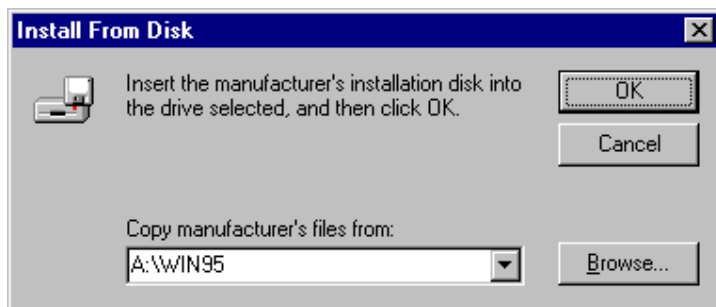 Install From Disk
Insert the manufacturer's installation disk into
the drive selected, and then click OK.
OK
Cancel
Copy manufacturer's files from:
A:\WIN95
Browse...